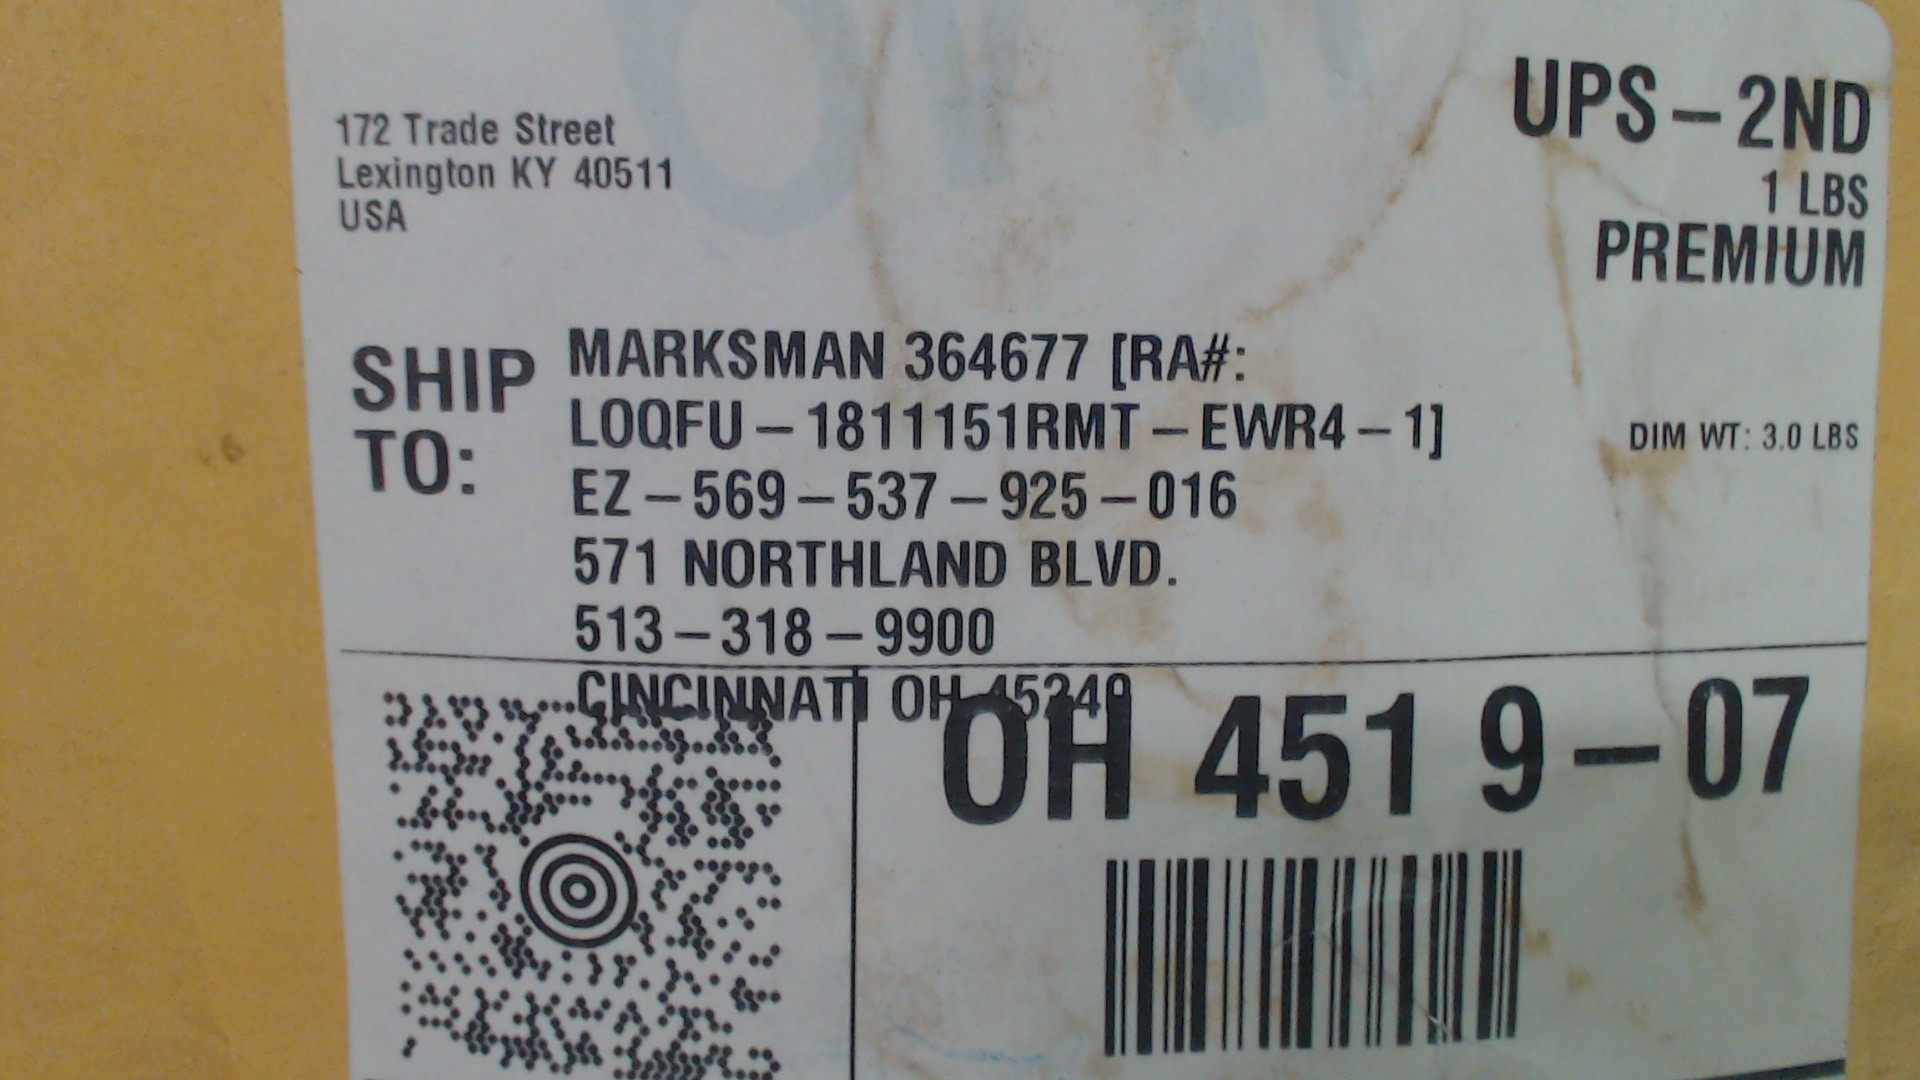 172 Trade Street
Lexington KY 40511
USA
UPS – 2ND
1 LBS
PREMIUM
SHIP TO:
MARKSMAN 364677 [RA#:
LOQFU – 1811151RMT – EWR4 – 1]
EZ – 569 – 537 – 925 – 016
571 NORTHLAND BLVD.
513 – 318 – 9900
CINCINNATI OH 45240
DIM WT: 3.0 LBS
OH 451 9 – 07